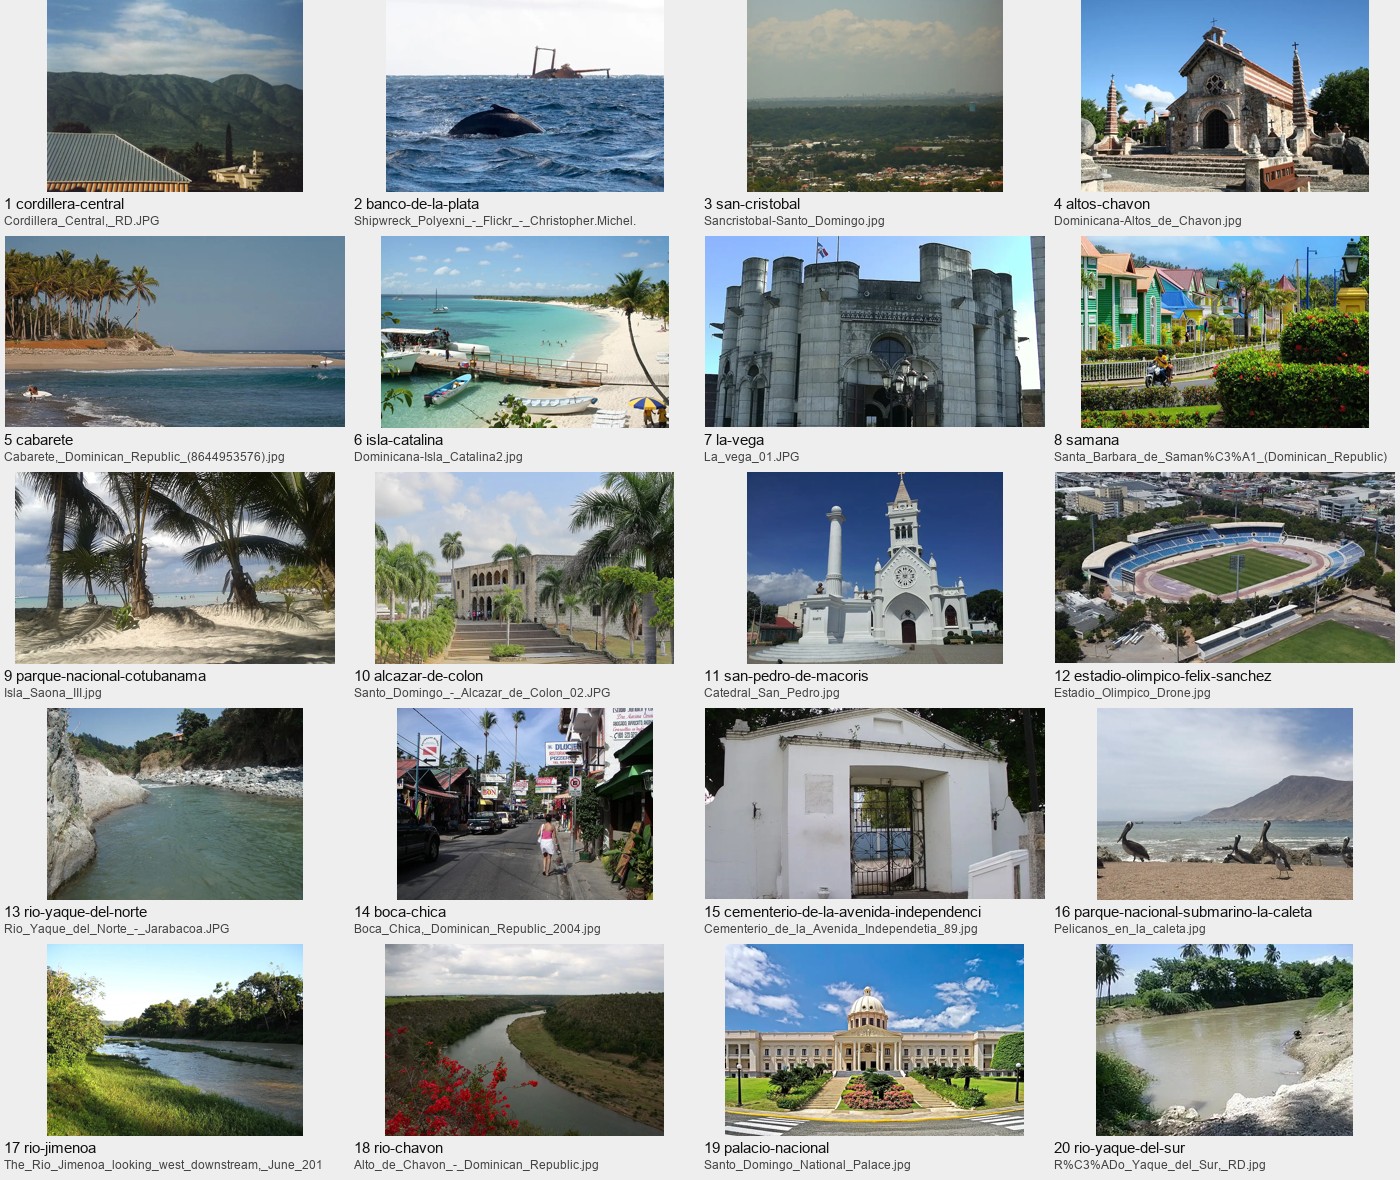 1 cordillera-central
Cordillera_Central,_RD.JPG
2 banco-de-la-plata
Shipwreck_Polyexni_-_Flickr_-_Christopher.Michel.
3 san-cristobal
Sancristobal-Santo_Domingo.jpg
4 altos-chavon
Dominicana-Altos_de_Chavon.jpg
5 cabarete
Cabarete,_Dominican_Republic_(8644953576).jpg
6 isla-catalina
Dominicana-Isla_Catalina2.jpg
7 la-vega
La_vega_01.JPG
8 samana
Santa_Barbara_de_Saman%C3%A1_(Dominican_Republic)
9 parque-nacional-cotubanama
Isla_Saona_III.jpg
10 alcazar-de-colon
Santo_Domingo_-_Alcazar_de_Colon_02.JPG
11 san-pedro-de-macoris
Catedral_San_Pedro.jpg
12 estadio-olimpico-felix-sanchez
Estadio_Olimpico_Drone.jpg
BON
13 rio-yaque-del-norte
Rio_Yaque_del_Norte_-_Jarabacoa.JPG
14 boca-chica
Boca_Chica,_Dominican_Republic_2004.jpg
15 cementerio-de-la-avenida-independenci
Cementerio_de_la_Avenida_Independetia_89.jpg
16 parque-nacional-submarino-la-caleta
Pelicanos_en_la_caleta.jpg
17 rio-jimenoa
The_Rio_Jimenoa_looking_west_downstream,_June_201
18 rio-chavon
Alto_de_Chavon_-_Dominican_Republic.jpg
19 palacio-nacional
Santo_Domingo_National_Palace.jpg
20 rio-yaque-del-sur
R%C3%ADo_Yaque_del_Sur,_RD.jpg